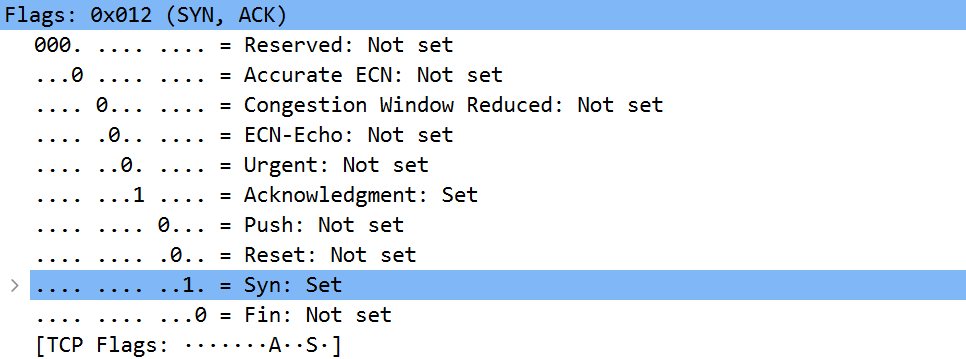 Flags: 0x012 (SYN, ACK)
000. .... .... = Reserved: Not set
...0 .... .... = Accurate ECN: Not set
.... 0... .... = Congestion Window Reduced: Not set
.... .0.. .... = ECN-Echo: Not set
.... ..0. .... = Urgent: Not set
.... ...1 .... = Acknowledgment: Set
.... .... 0... = Push: Not set
.... .... .0.. = Reset: Not set
.... .... ..1. = Syn: Set
.... .... ...0 = Fin: Not set
[TCP Flags: ·······A··S·]